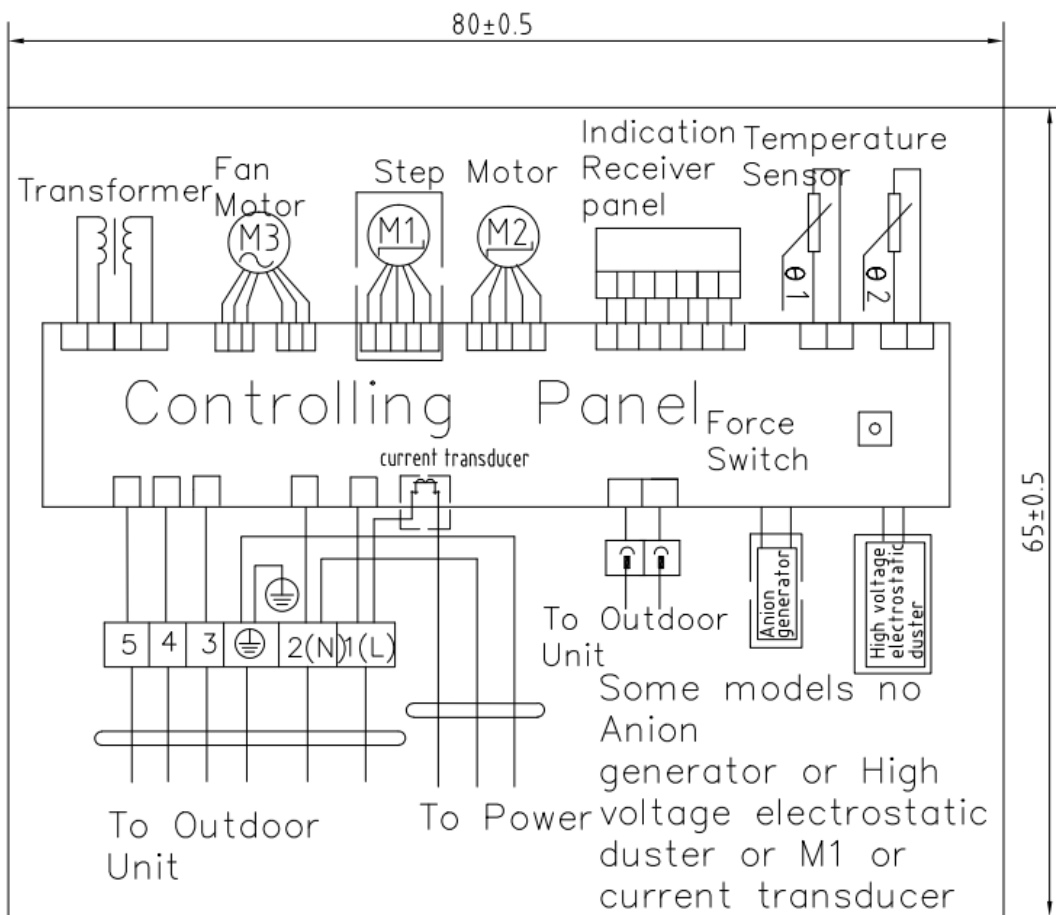 80±0.5
Transformer
Fan
Motor
M3
Step Motor
M1
M2
Indication
Receiver
panel
Temperature
Sensor
θ1
θ2
Controlling Panel
Force
Switch
current transducer
65±0.5
5 4 3 2(N) 1(L)
To Outdoor
Unit
To Power
To Outdoor
Unit
Anion
generator
High voltage
electrostatic
duster
Some models no
Anion
generator or High
voltage electrostatic
duster or M1 or
current transducer